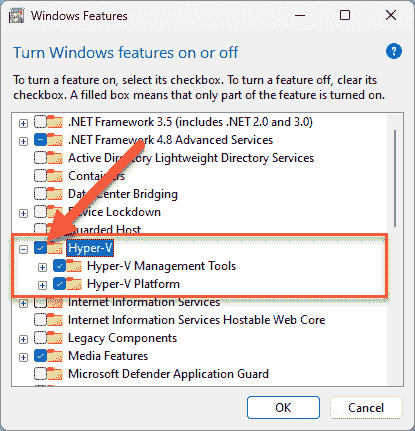 Windows Features
Turn Windows features on or off
?
To turn a feature on, select its checkbox. To turn a feature off, clear its
checkbox. A filled box means that only part of the feature is turned on.
.NET Framework 3.5 (includes .NET 2.0 and 3.0)
.NET Framework 4.8 Advanced Services
Active Directory Lightweight Directory Services
Containers
Data Center Bridging
Device Lockdown
Guarded Host
Hyper-V
Hyper-V Management Tools
Hyper-V Platform
Internet Information Services
Internet Information Services Hostable Web Core
Legacy Components
Media Features
Microsoft Defender Application Guard
OK
Cancel